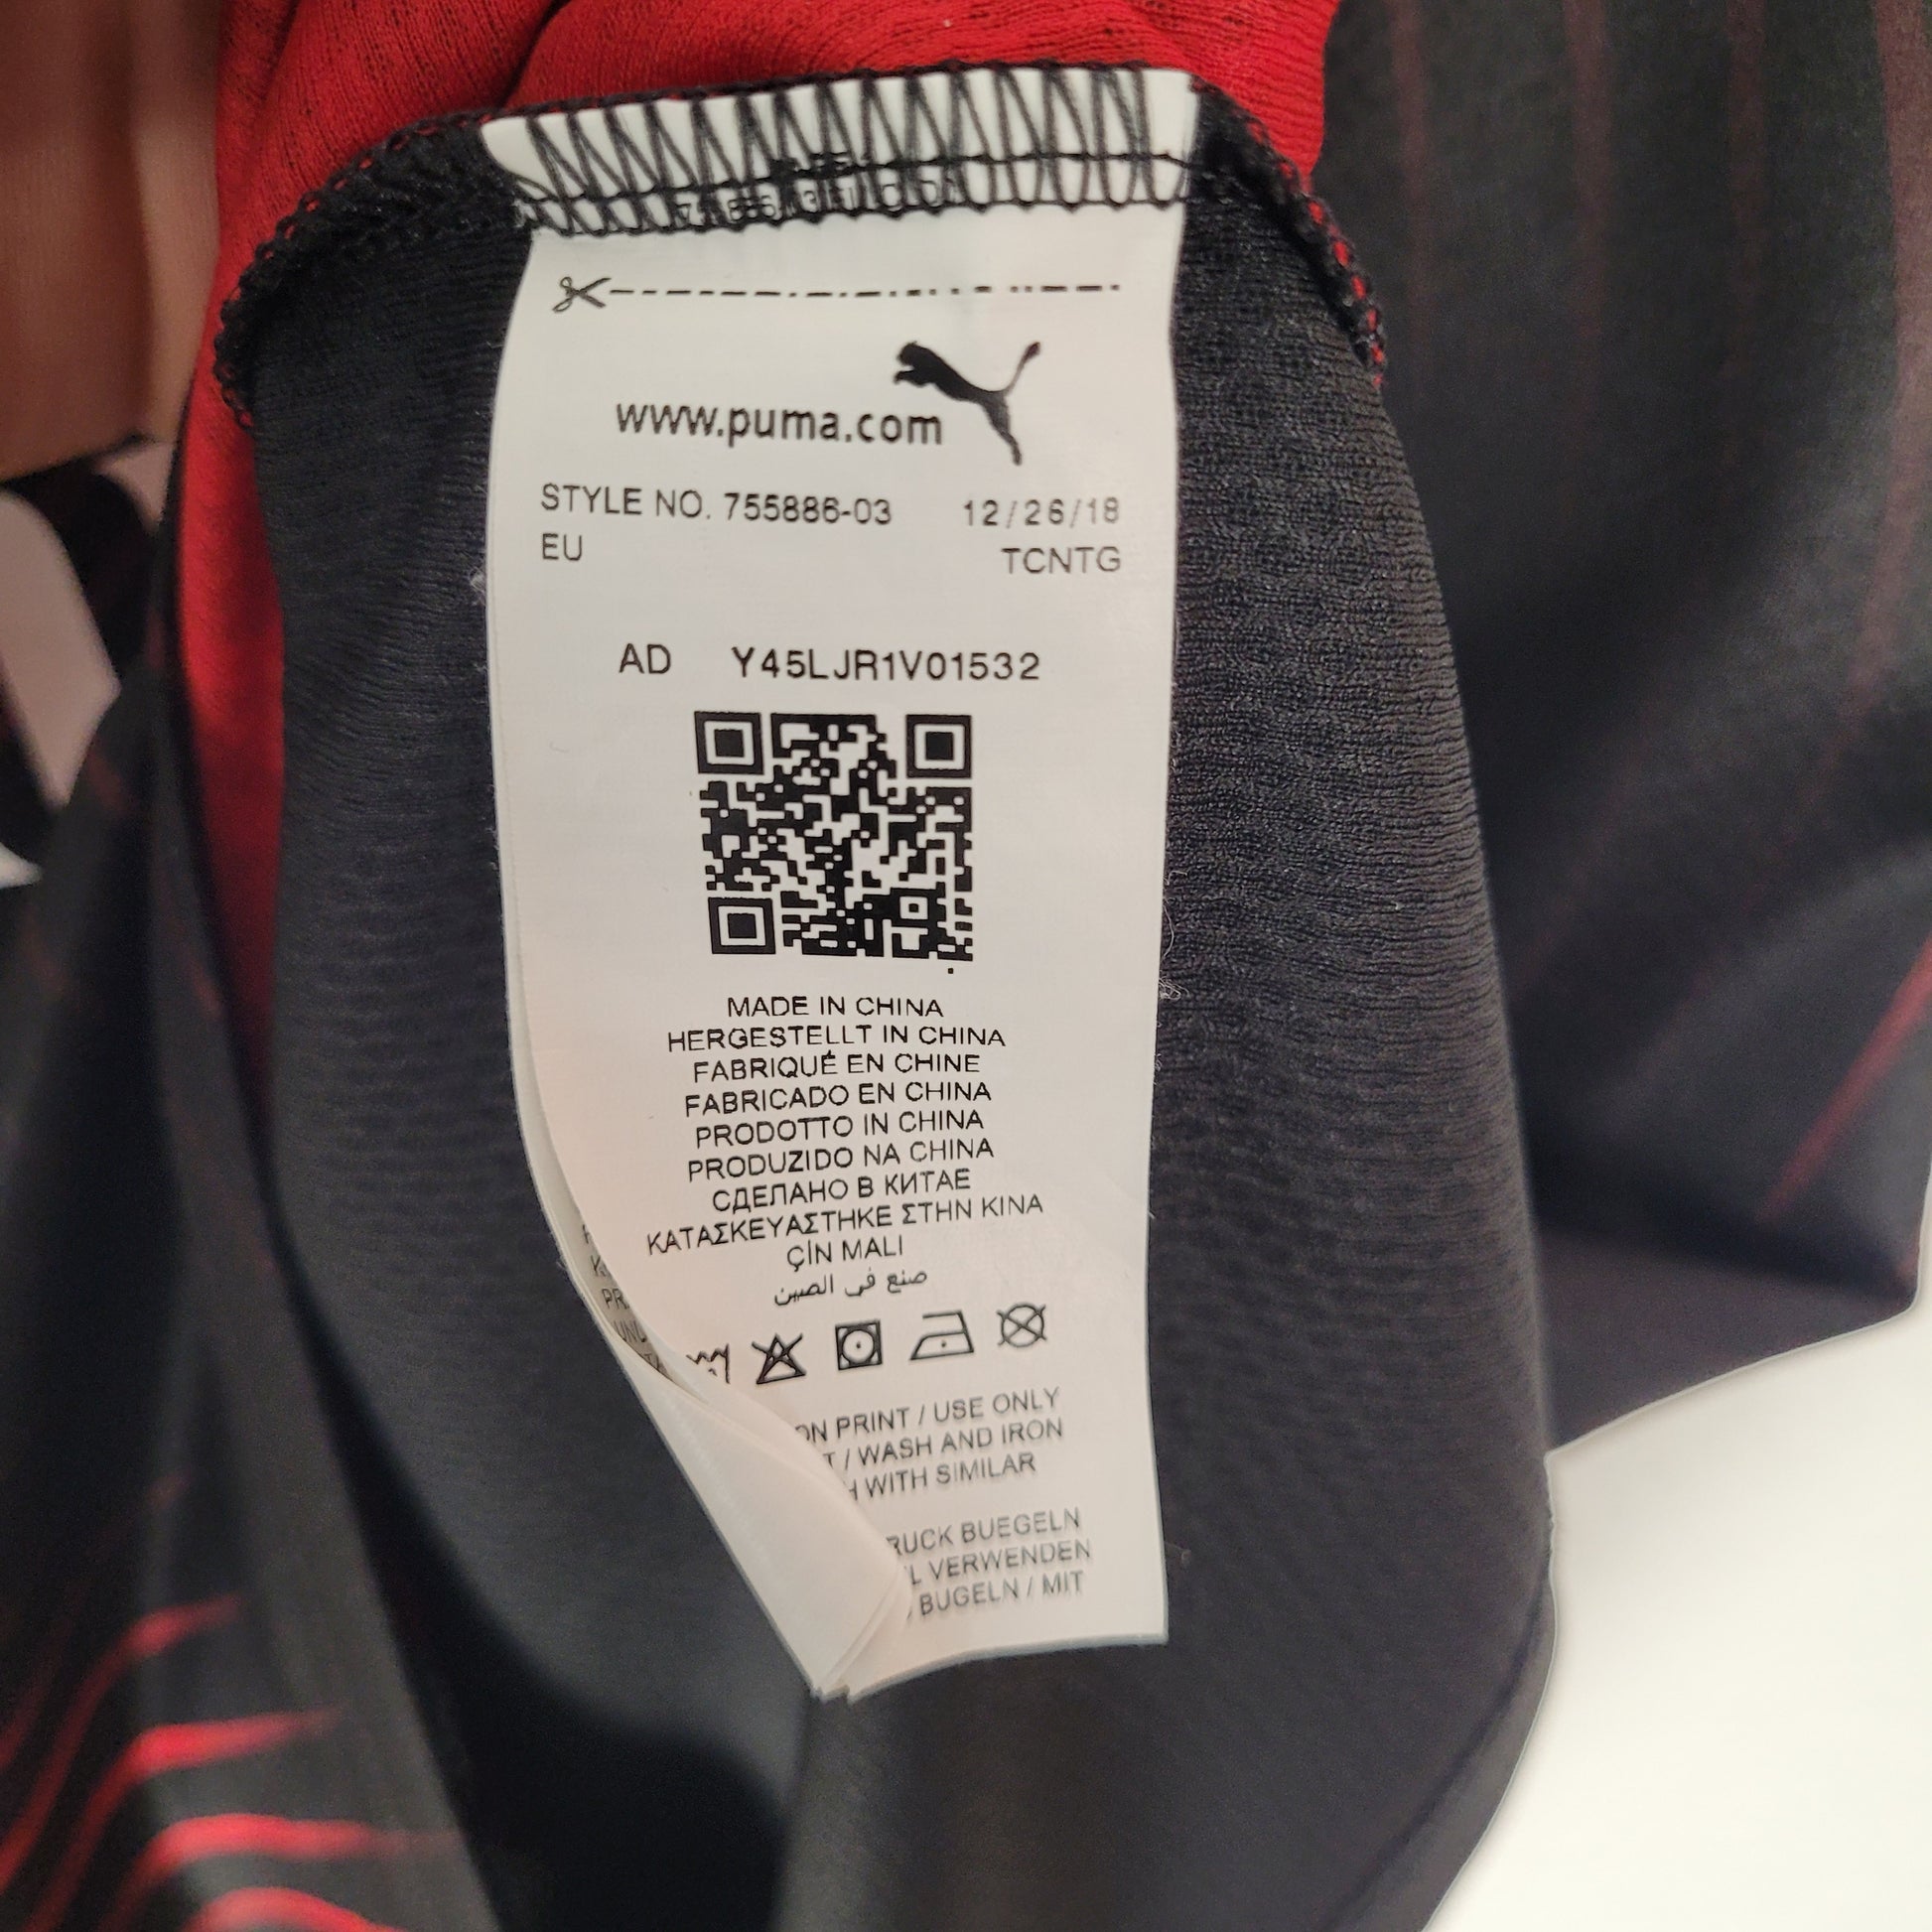 www.puma.com
STYLE NO. 755886-03 12/26/18
EU TCNTG
AD Y45LJR1V01532
MADE IN CHINA
HERGESTELLT IN CHINA
FABRIQUÉ EN CHINE
FABRICADO EN CHINA
PRODOTTO IN CHINA
PRODUZIDO NA CHINA
СДЕЛАНО В КИТАЕ
ΚΑΤΑΣΚΕΥΑΣΤΗΚΕ ΣΤΗΝ ΚΙΝΑ
ÇİN MALI
صنع في الصين
ON PRINT / USE ONLY
/ WASH AND IRON
WITH SIMILAR
BUEGELN
VERWENDEN
BUGELN / MIT